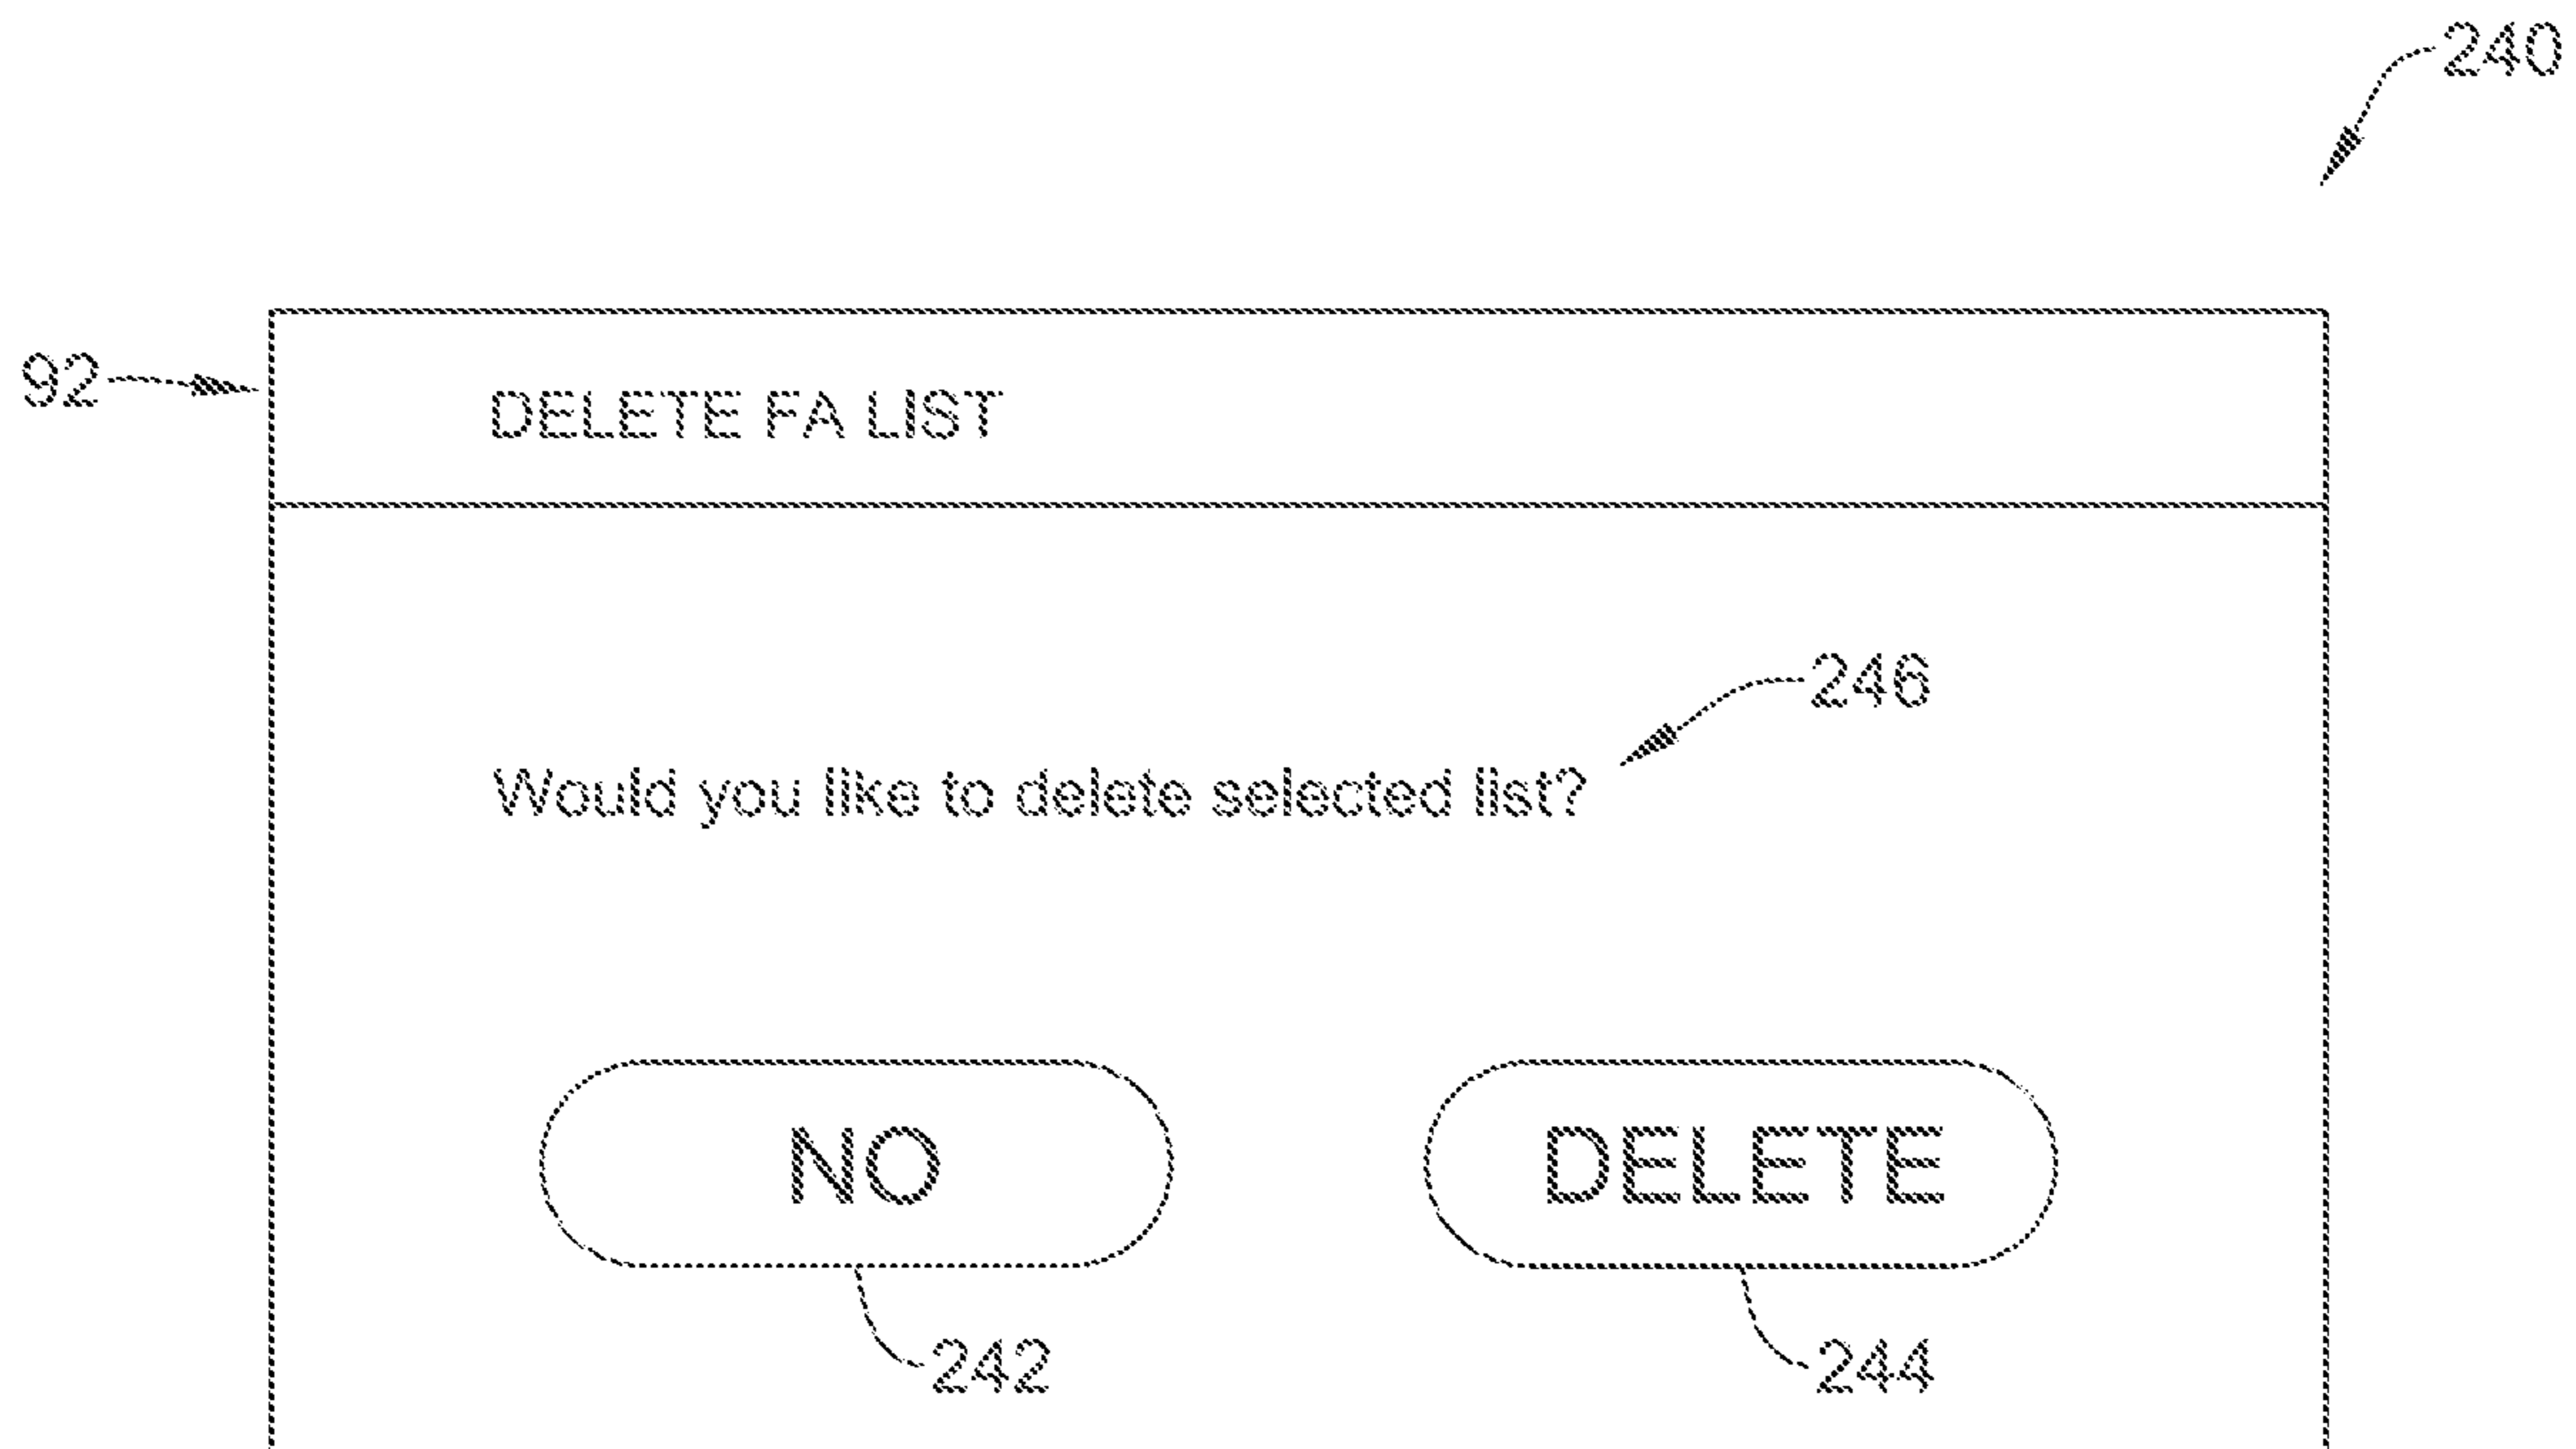 240
92
DELETE FA LIST
246
Would you like to delete selected list?
NO
DELETE
242
244